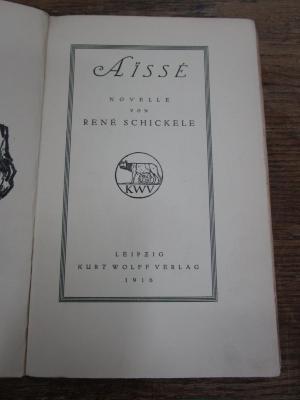 AÏSSÉ
NOVELLE
VON
RENÉ SCHICKELE
KWV
LEIPZIG
KURT WOLFF VERLAG
1916